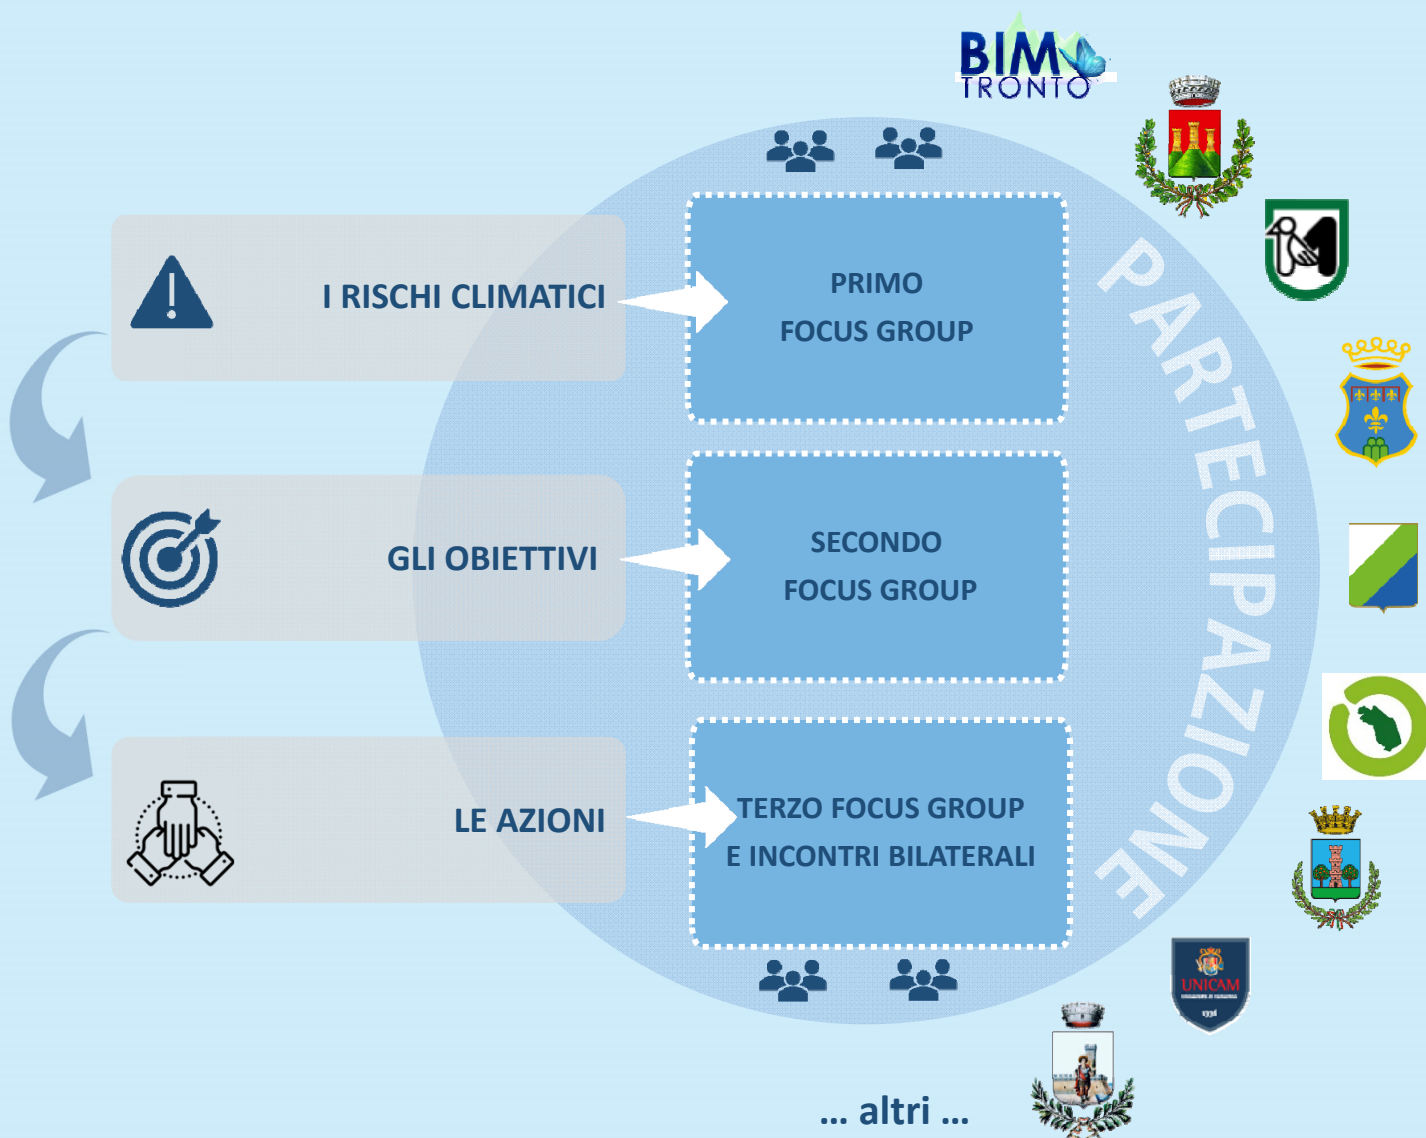 BIM
TRONTO
I RISCHI CLIMATICI
PRIMO
FOCUS GROUP
GLI OBIETTIVI
SECONDO
FOCUS GROUP
LE AZIONI
TERZO FOCUS GROUP
E INCONTRI BILATERALI
PARTECIPAZIONE
UNICAM
1336
... altri ...